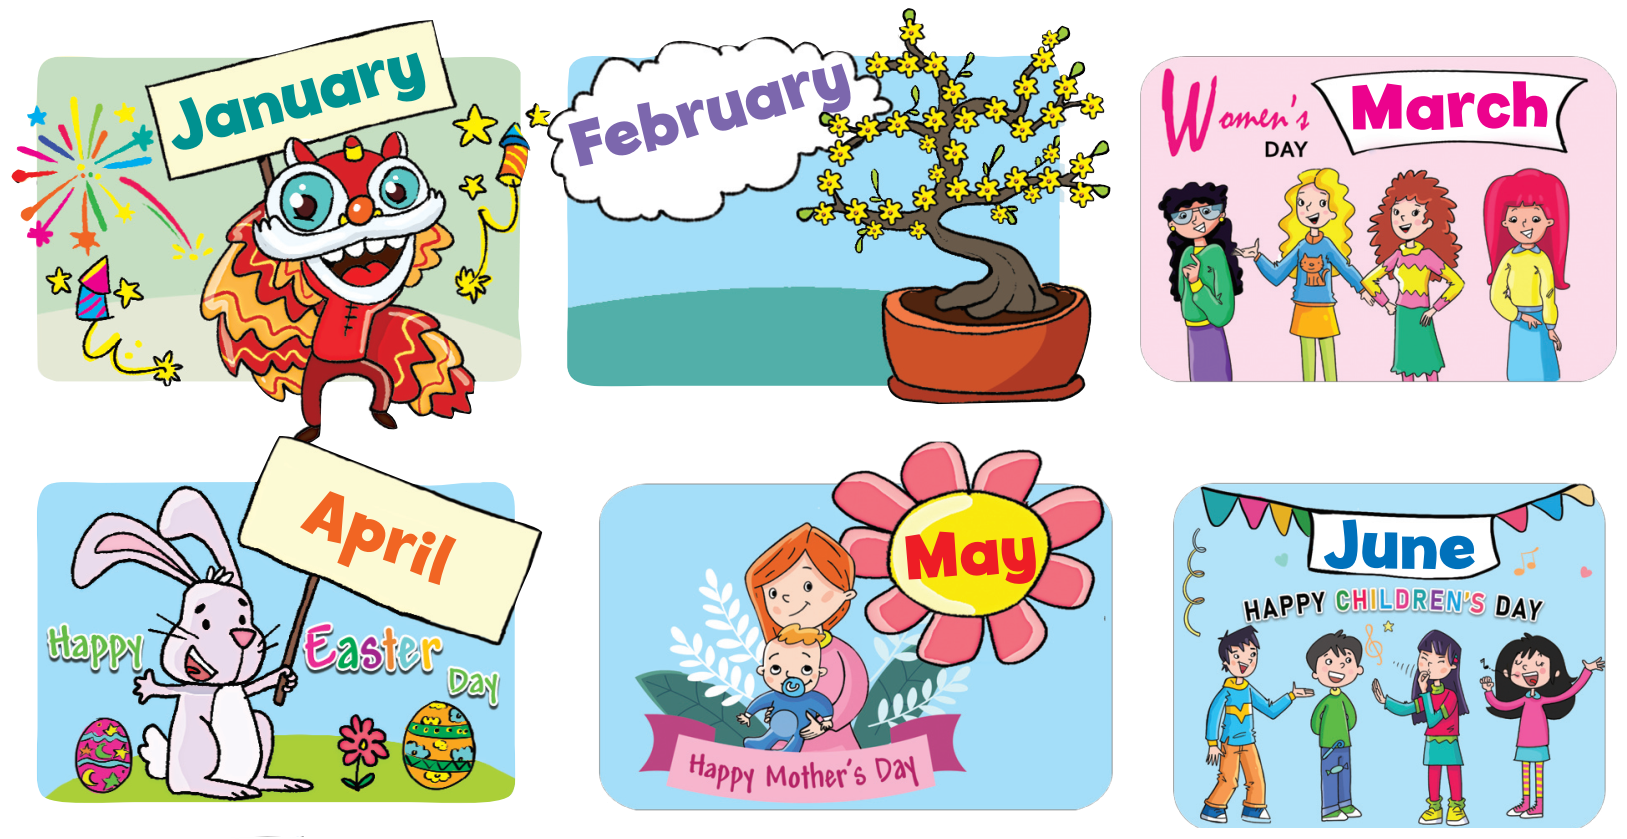 January
February
Women's
DAY
March
April
Happy Easter
Day
May
Happy Mother's Day
June
HAPPY CHILDREN'S DAY